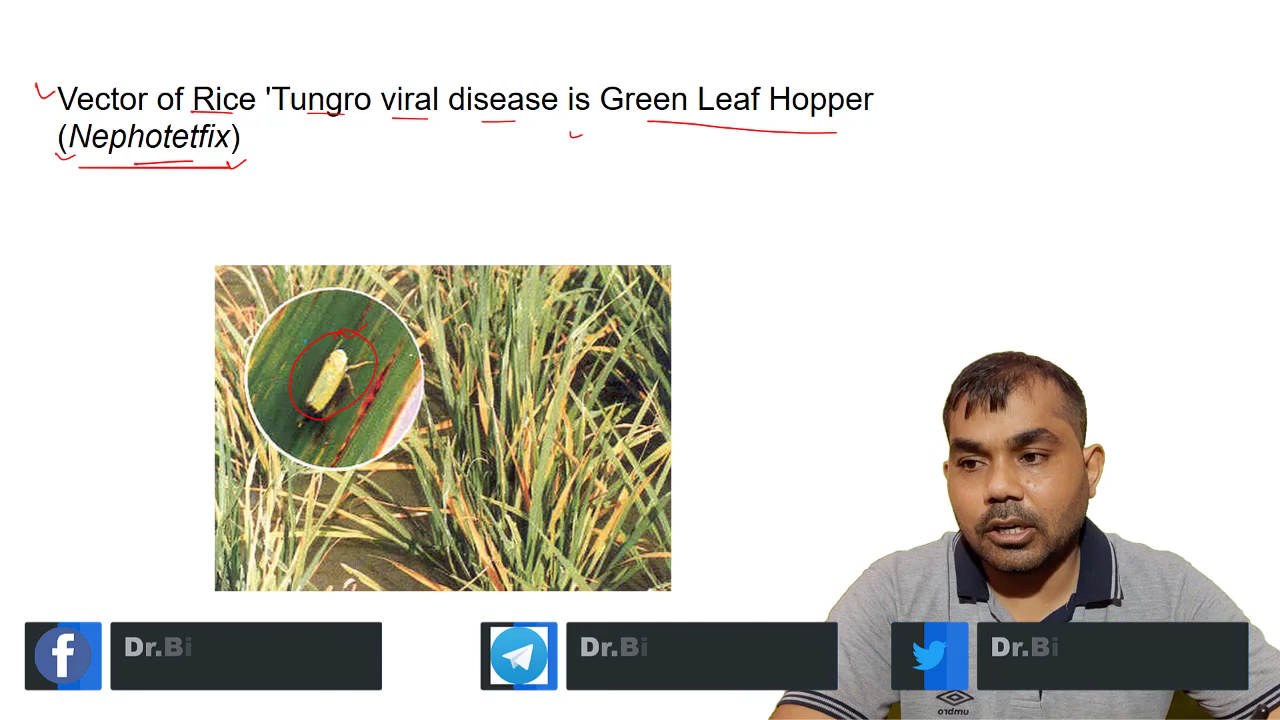 Vector of Rice 'Tungro viral disease is Green Leaf Hopper
(Nephotetfix)
Dr.Bi
Dr.Bi
Dr.Bi
umbro